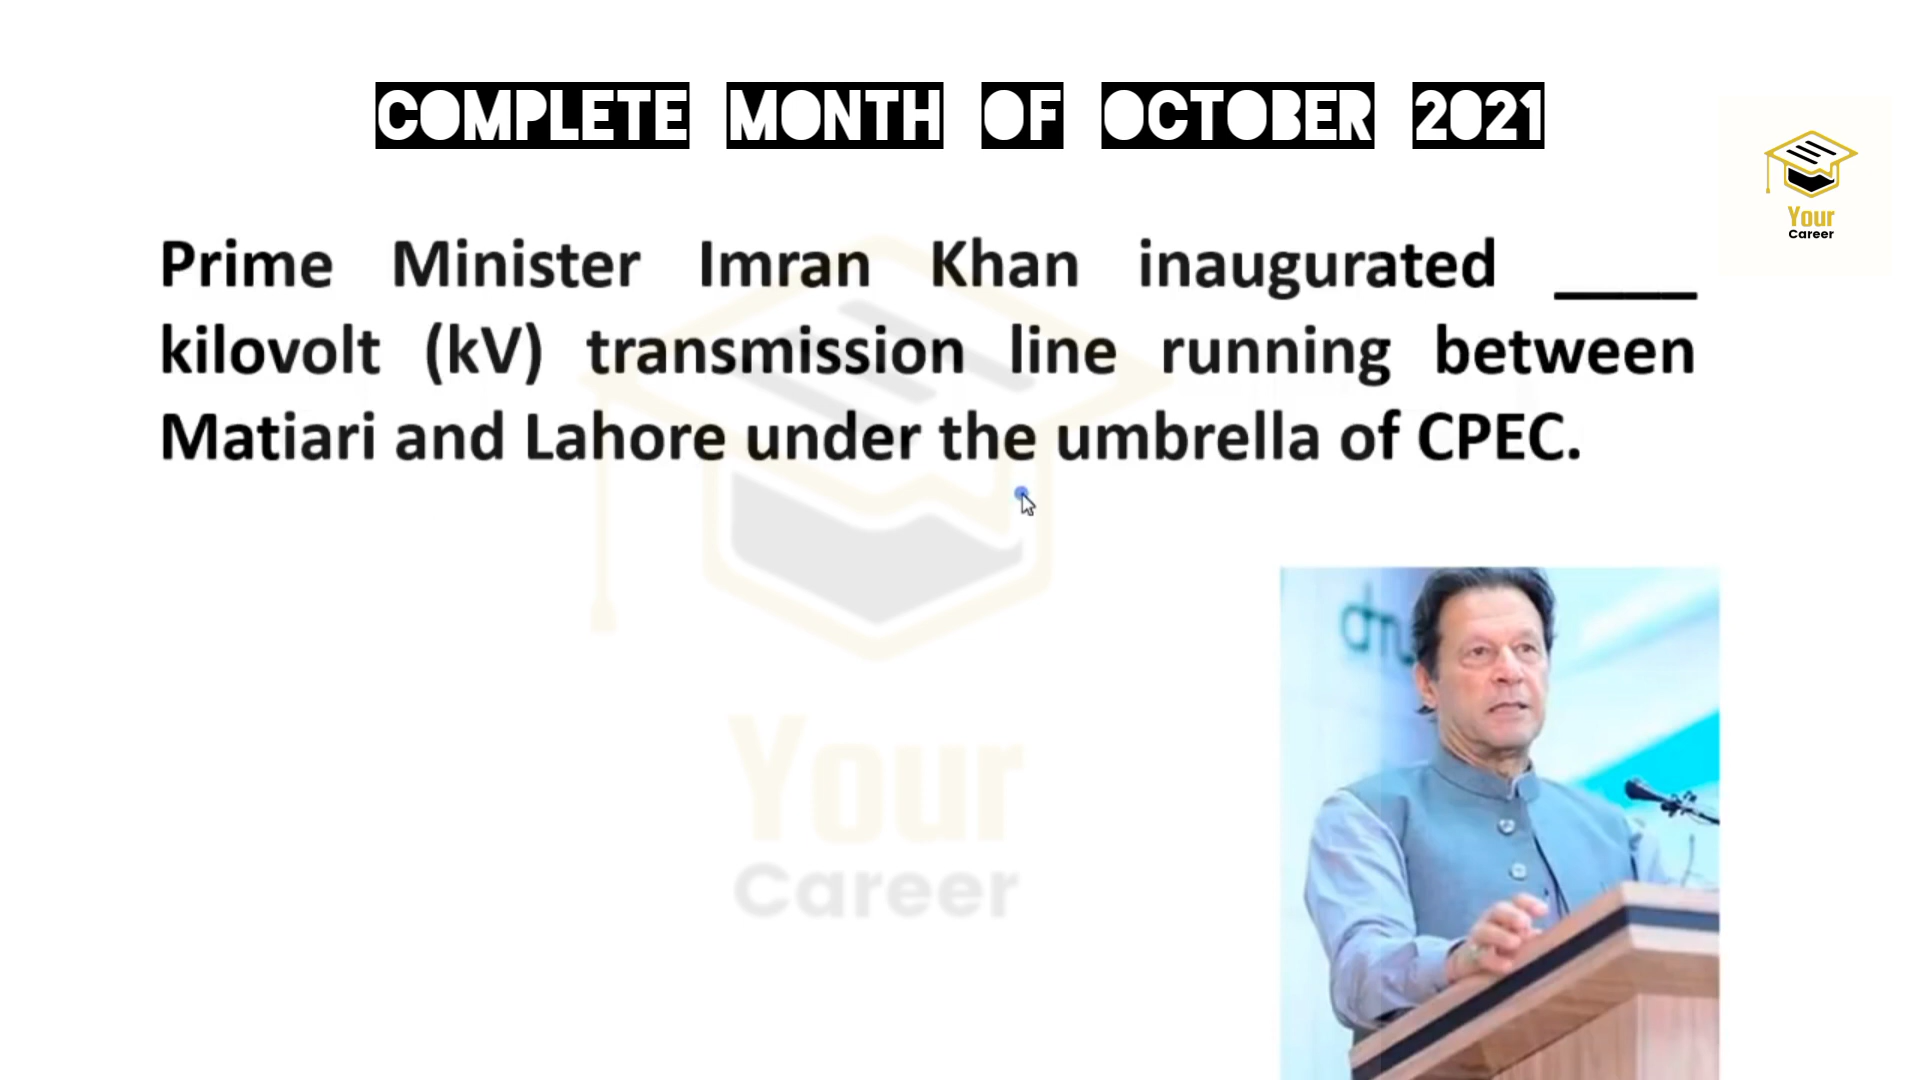 COMPLETE MONTH OF OCTOBER 2021
Your
Career
Prime Minister Imran Khan inaugurated ____
kilovolt (kV) transmission line running between
Matiari and Lahore under the umbrella of CPEC.
Your
Career